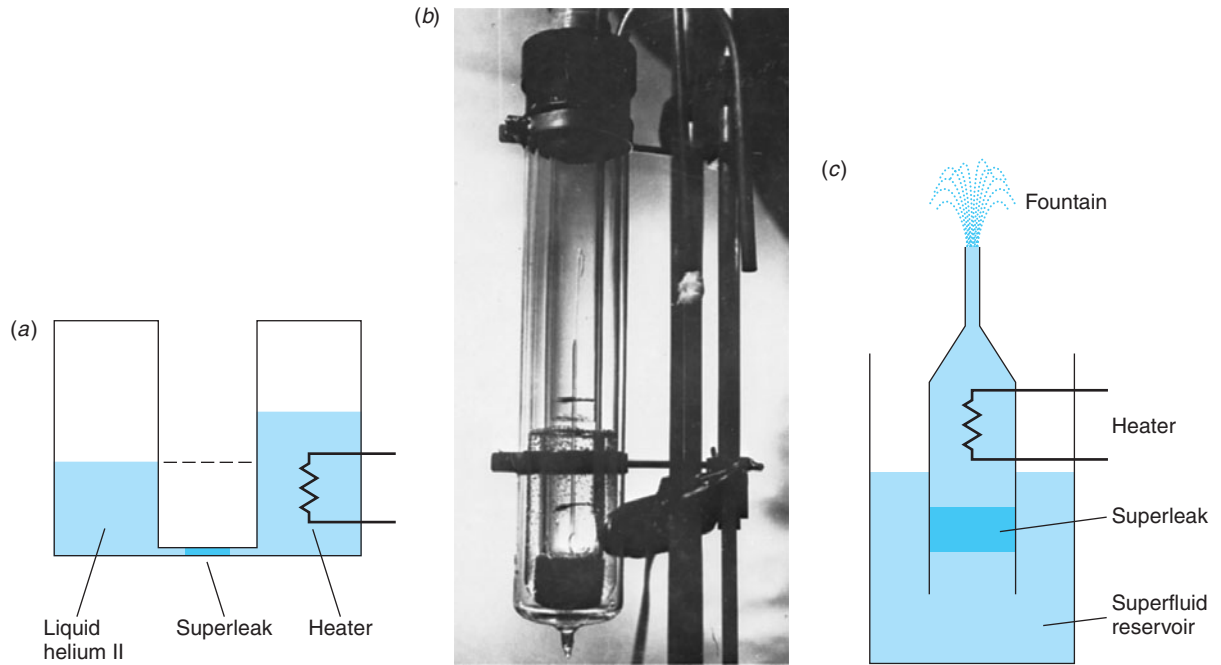 (a)
Liquid
helium II
Superleak
Heater
(b)
(c)
Fountain
Heater
Superleak
Superfluid
reservoir